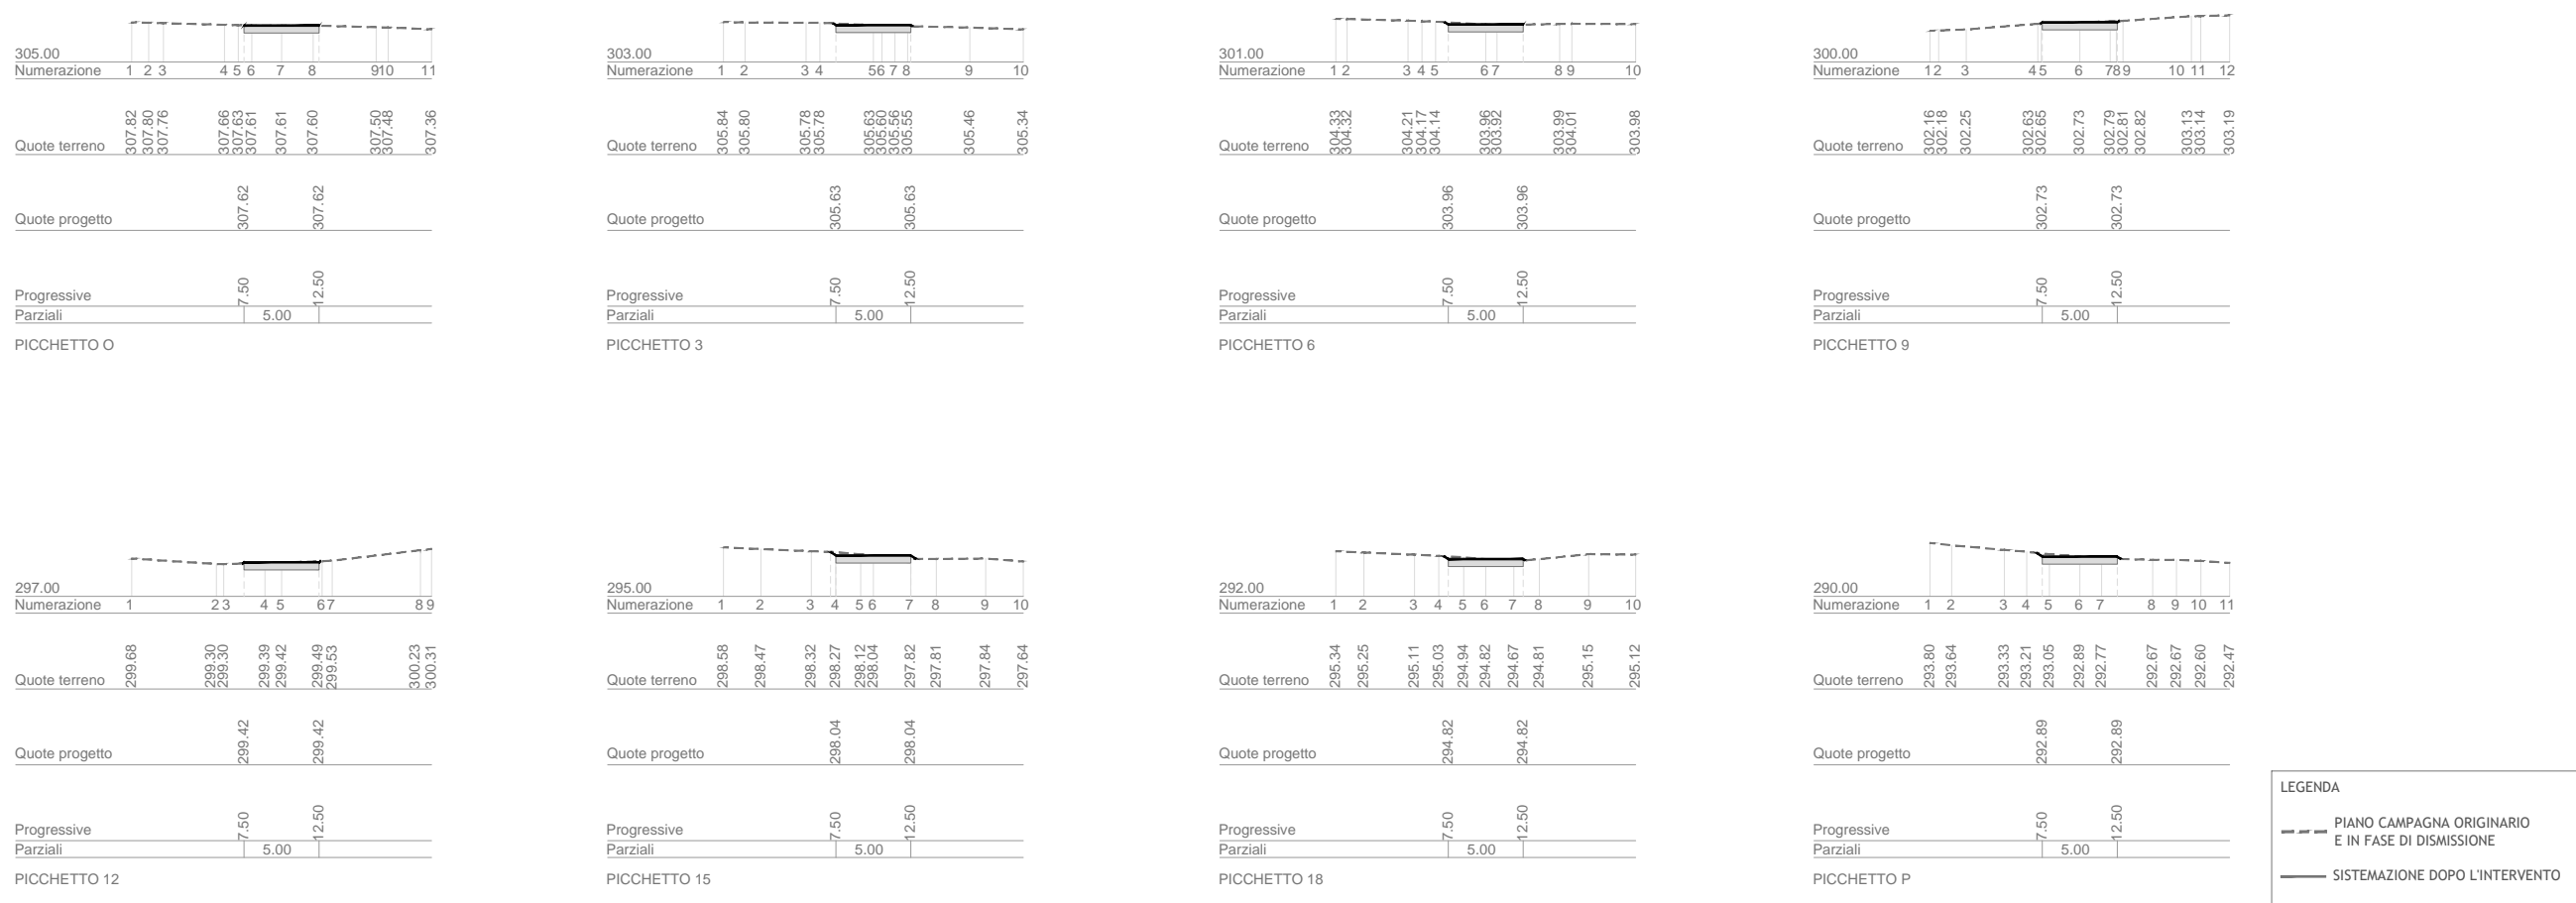 305.00
Numerazione 1 2 3 4 5 6 7 8 9 10 11
Quote terreno 307.82 307.80 307.76 307.66 307.63 307.61 307.61 307.60 307.50 307.48 307.36
Quote progetto 307.62 307.62
Progressive 7.50 12.50
Parziali 5.00
PICCHETTO O
303.00
Numerazione 1 2 3 4 5 6 7 8 9 10
Quote terreno 305.84 305.80 305.78 305.78 305.63 305.60 305.56 305.55 305.46 305.34
Quote progetto 305.63 305.63
Progressive 7.50 12.50
Parziali 5.00
PICCHETTO 3
301.00
Numerazione 1 2 3 4 5 6 7 8 9 10
Quote terreno 304.33 304.32 304.21 304.17 304.14 303.96 303.92 303.99 304.01 303.98
Quote progetto 303.96 303.96
Progressive 7.50 12.50
Parziali 5.00
PICCHETTO 6
300.00
Numerazione 1 2 3 4 5 6 7 8 9 10 11 12
Quote terreno 302.16 302.18 302.25 302.63 302.65 302.73 302.79 302.81 302.82 303.13 303.14 303.19
Quote progetto 302.73 302.73
Progressive 7.50 12.50
Parziali 5.00
PICCHETTO 9
297.00
Numerazione 1 2 3 4 5 6 7 8 9
Quote terreno 299.68 299.30 299.30 299.39 299.42 299.49 299.53 300.23 300.31
Quote progetto 299.42 299.42
Progressive 7.50 12.50
Parziali 5.00
PICCHETTO 12
295.00
Numerazione 1 2 3 4 5 6 7 8 9 10
Quote terreno 298.58 298.47 298.32 298.27 298.12 298.04 297.82 297.81 297.84 297.64
Quote progetto 298.04 298.04
Progressive 7.50 12.50
Parziali 5.00
PICCHETTO 15
292.00
Numerazione 1 2 3 4 5 6 7 8 9 10
Quote terreno 295.34 295.25 295.11 295.03 294.94 294.82 294.67 294.81 295.15 295.12
Quote progetto 294.82 294.82
Progressive 7.50 12.50
Parziali 5.00
PICCHETTO 18
290.00
Numerazione 1 2 3 4 5 6 7 8 9 10 11
Quote terreno 293.80 293.64 293.33 293.21 293.05 292.89 292.77 292.67 292.67 292.60 292.47
Quote progetto 292.89 292.89
Progressive 7.50 12.50
Parziali 5.00
PICCHETTO P
LEGENDA
PIANO CAMPAGNA ORIGINARIO
E IN FASE DI DISMISSIONE
SISTEMAZIONE DOPO L'INTERVENTO